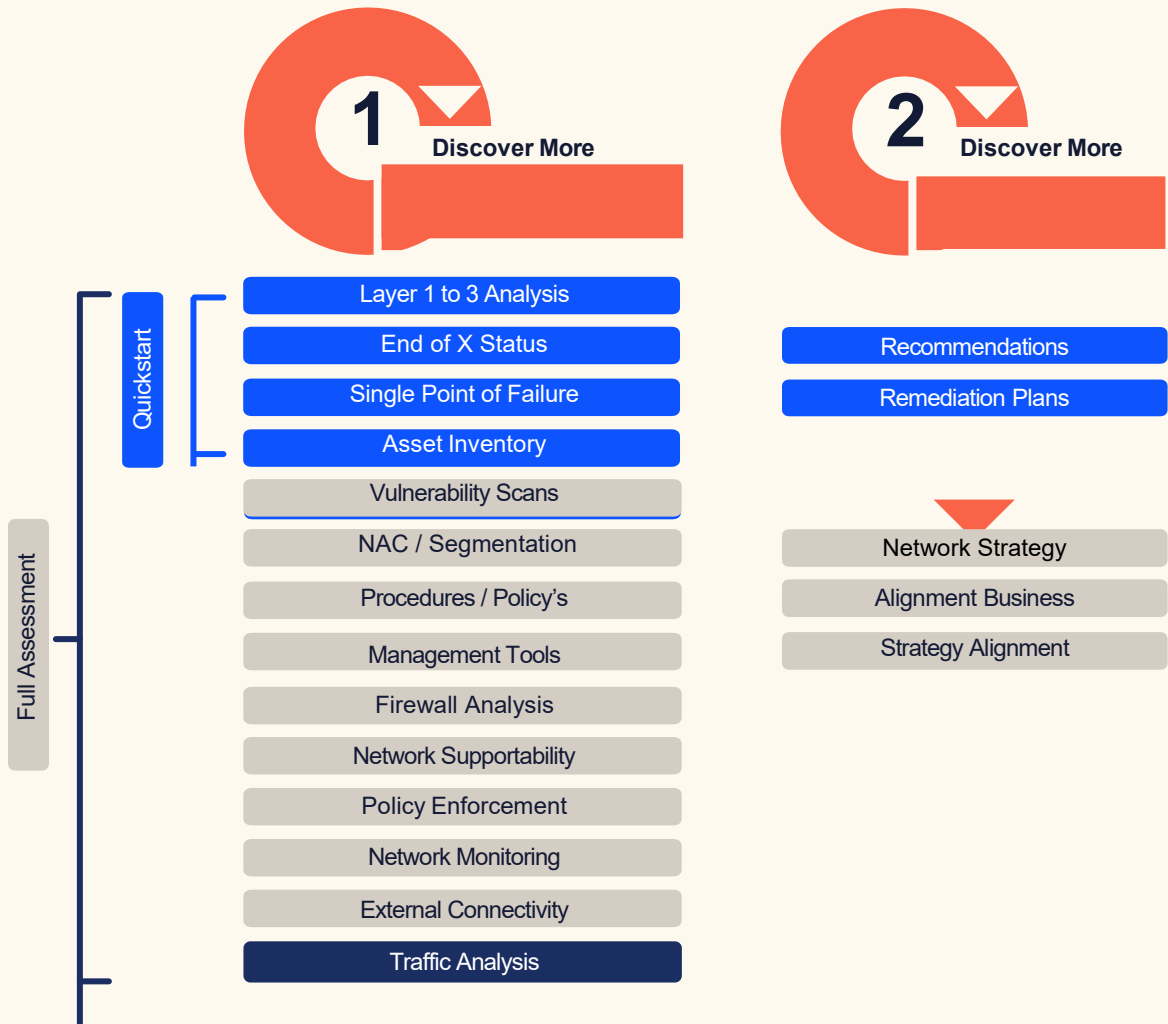 1
Discover More
2
Discover More
Full Assessment
Quickstart
Layer 1 to 3 Analysis
End of X Status
Single Point of Failure
Asset Inventory
Vulnerability Scans
NAC / Segmentation
Procedures / Policy’s
Management Tools
Firewall Analysis
Network Supportability
Policy Enforcement
Network Monitoring
External Connectivity
Traffic Analysis
Recommendations
Remediation Plans
Network Strategy
Alignment Business
Strategy Alignment